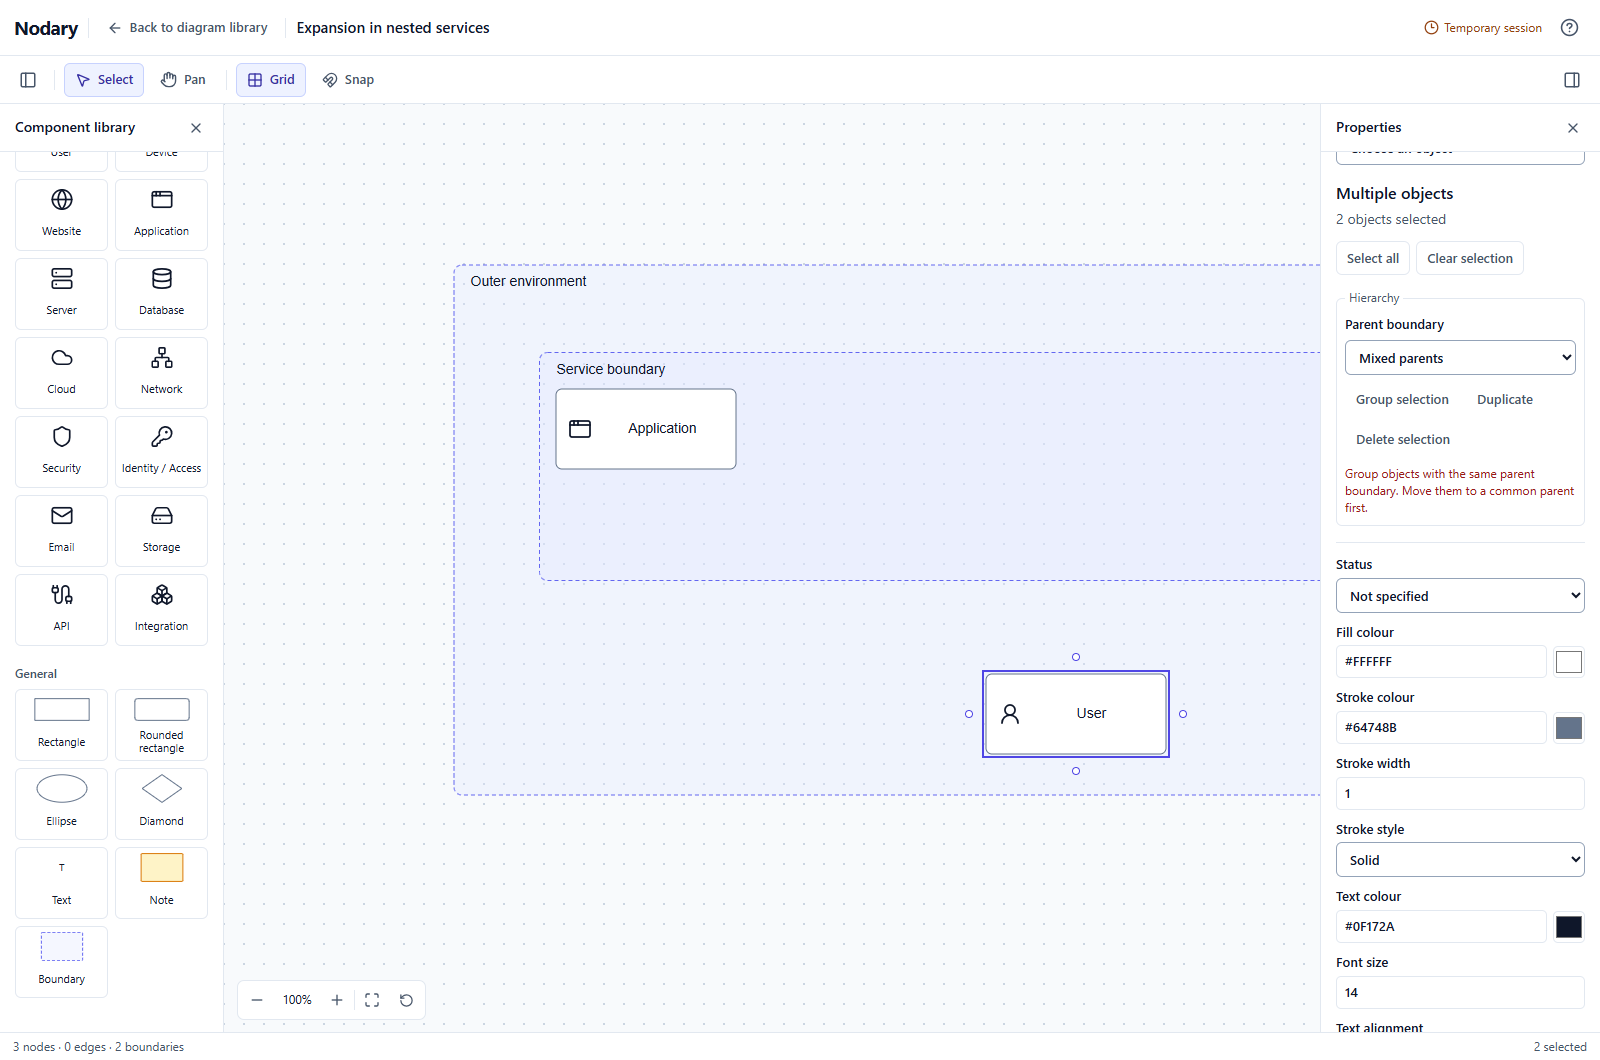 Nodary
Back to diagram library
Expansion in nested services
Temporary session
Select
Pan
Grid
Snap
Component library
User
Device
Website
Application
Server
Database
Cloud
Network
Security
Identity / Access
Email
Storage
API
Integration
General
Rectangle
Rounded
rectangle
Ellipse
Diamond
T
Text
Note
Boundary
Outer environment
Service boundary
Application
User
100%
Properties
Choose an object
Multiple objects
2 objects selected
Select all
Clear selection
Hierarchy
Parent boundary
Mixed parents
Group selection
Duplicate
Delete selection
Group objects with the same parent
boundary. Move them to a common parent
first.
Status
Not specified
Fill colour
#FFFFFF
Stroke colour
#64748B
Stroke width
1
Stroke style
Solid
Text colour
#0F172A
Font size
14
Text alignment
3 nodes · 0 edges · 2 boundaries
2 selected